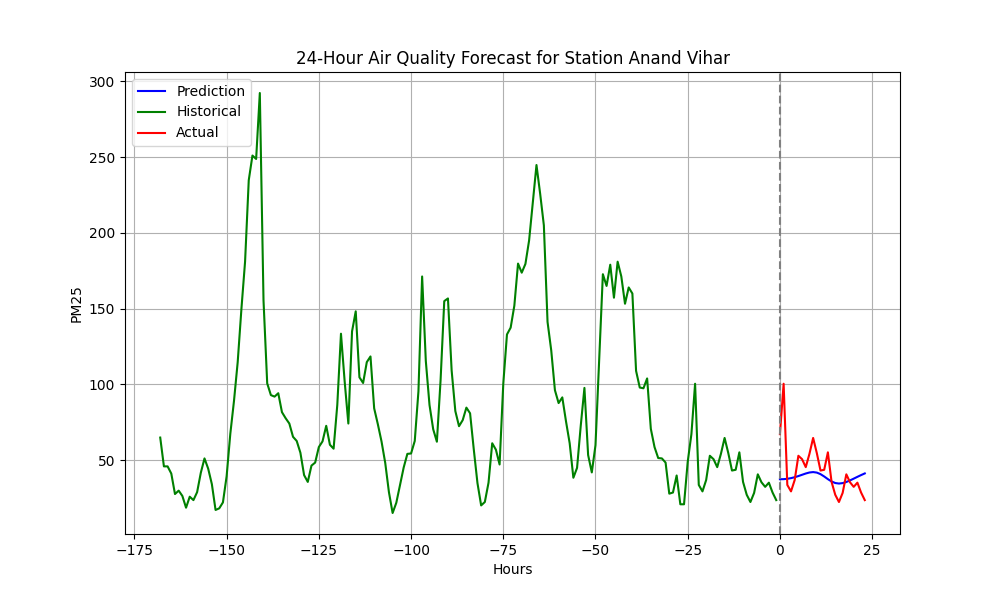 24-Hour Air Quality Forecast for Station Anand Vihar
Prediction
Historical
Actual
300
250
200
150
100
50
PM25
−175 −150 −125 −100 −75 −50 −25 0 25
Hours